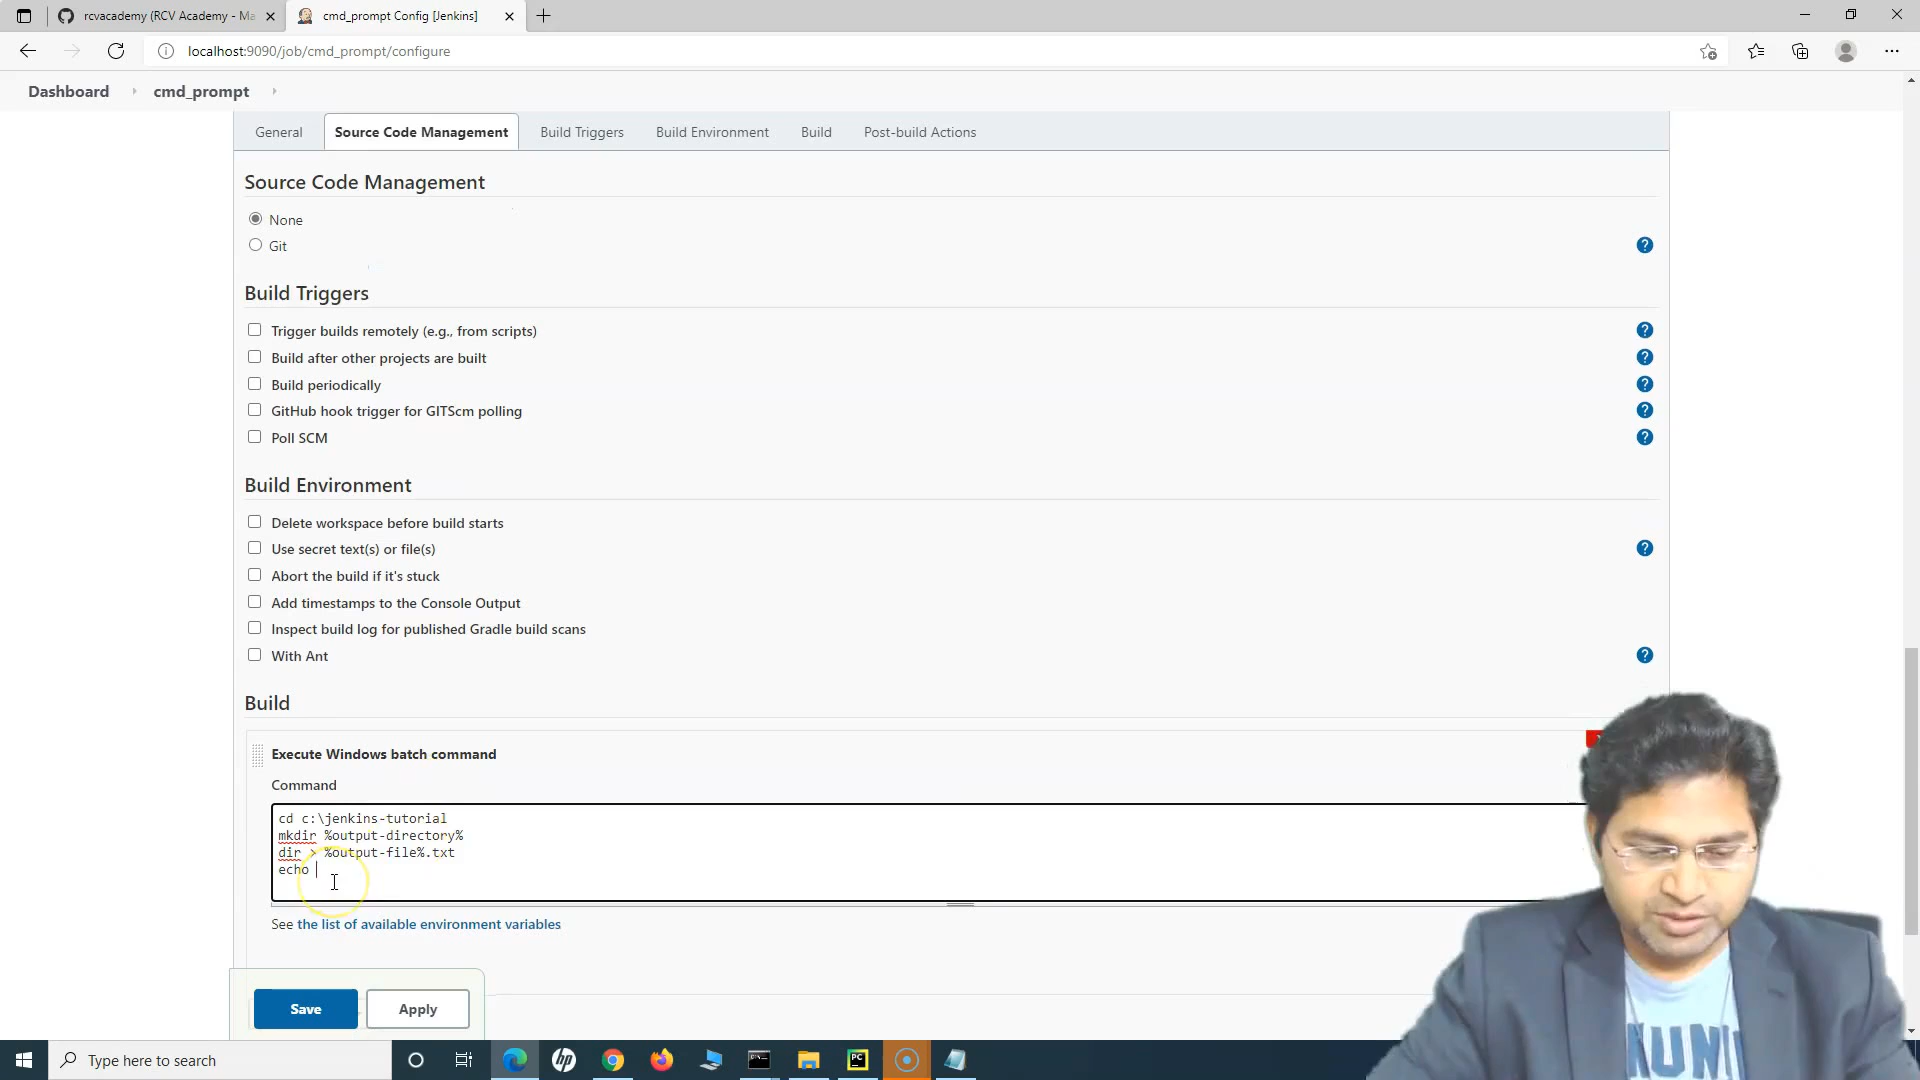 rcvacademy (RCV Academy - Ma
cmd_prompt Config [Jenkins]
localhost:9090/job/cmd_prompt/configure
Dashboard
cmd_prompt
General
Source Code Management
Build Triggers
Build Environment
Build
Post-build Actions
Source Code Management
None
Git
?
Build Triggers
Trigger builds remotely (e.g., from scripts)
?
Build after other projects are built
?
Build periodically
?
GitHub hook trigger for GITScm polling
?
Poll SCM
?
Build Environment
Delete workspace before build starts
Use secret text(s) or file(s)
?
Abort the build if it's stuck
Add timestamps to the Console Output
Inspect build log for published Gradle build scans
With Ant
?
Build
Execute Windows batch command
Command
cd c:\jenkins-tutorial
mkdir %output-directory%
dir > %output-file%.txt
echo
See the list of available environment variables
Save
Apply
Type here to search
hp
PC